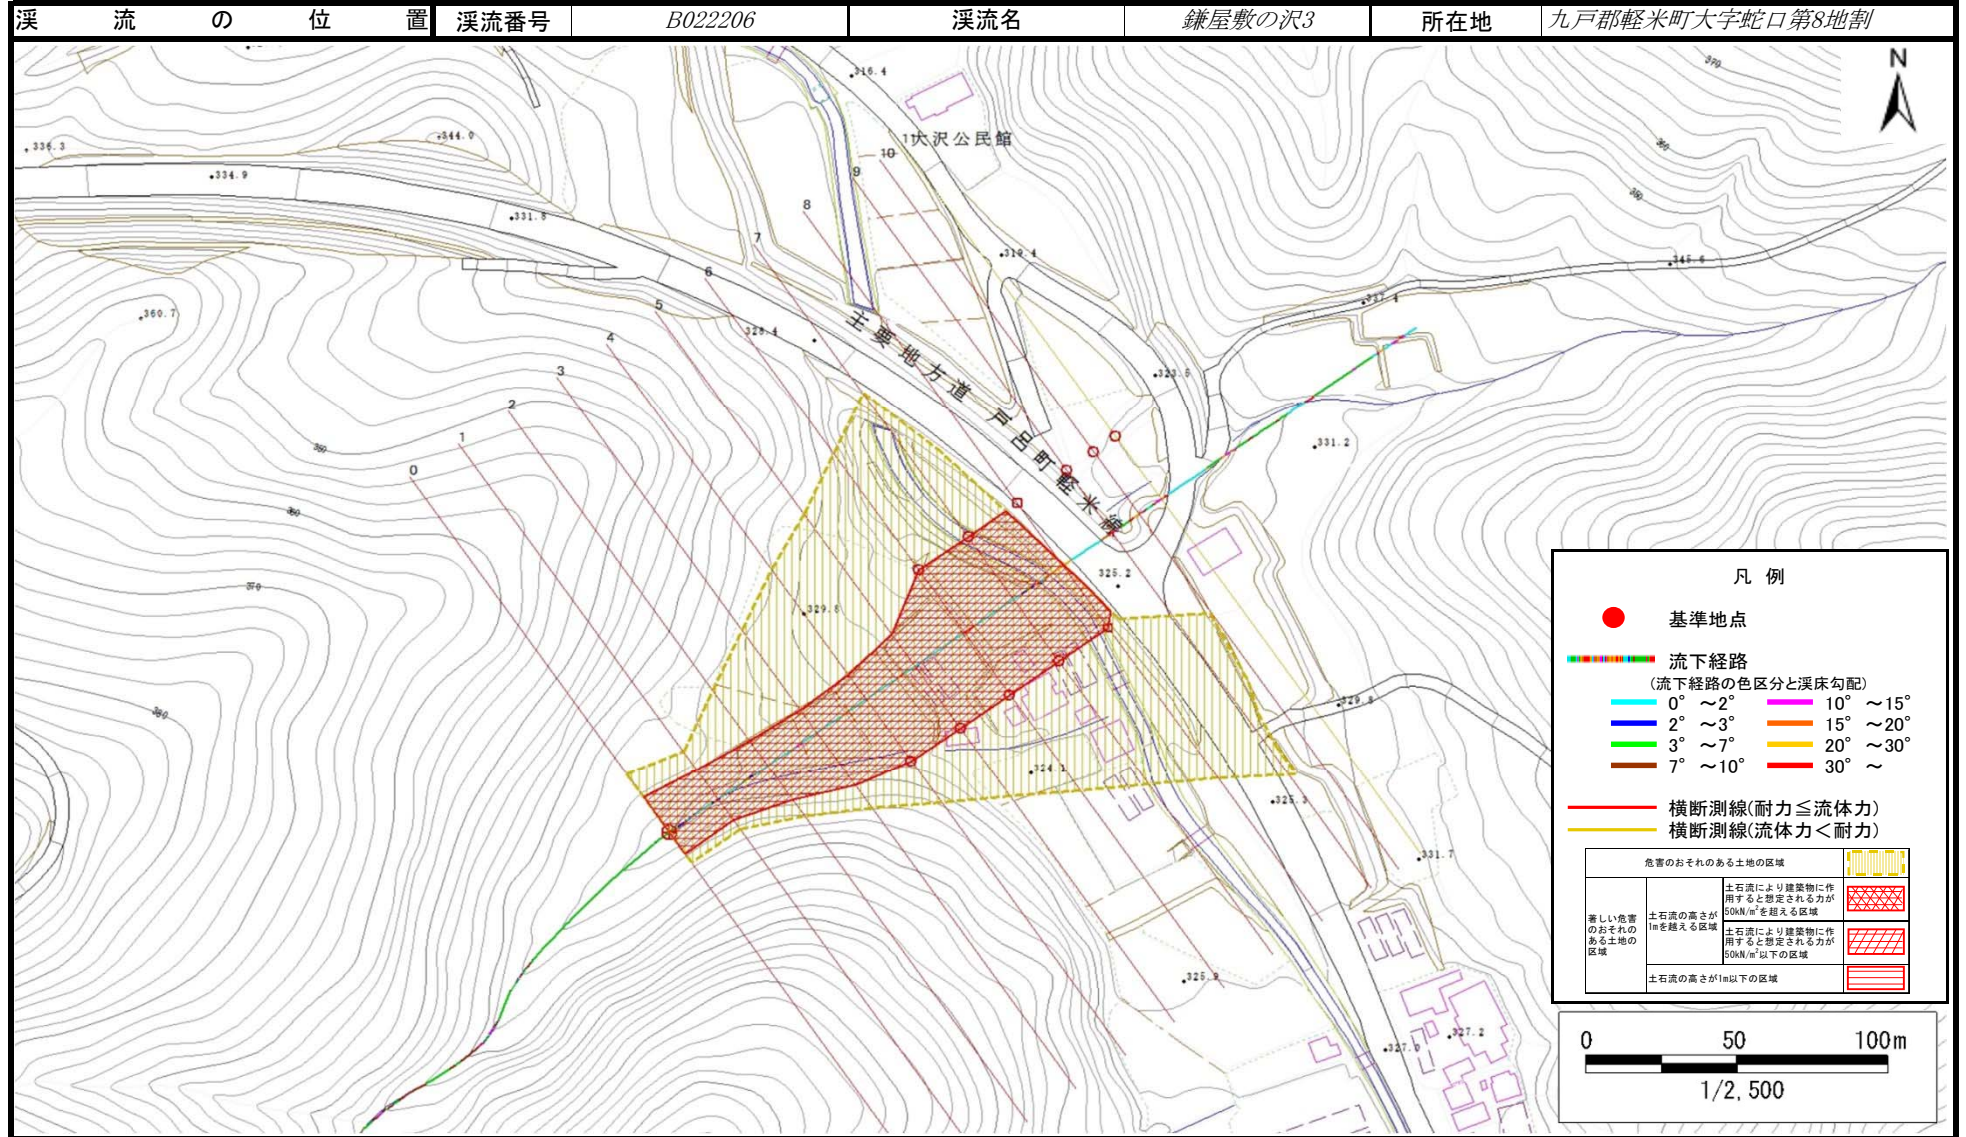 渓流の位置 渓流番号 B022206 渓流名 鎌屋敷の沢3 所在地 九戸郡軽米町大字蛇口第8地割
N
316.4
370
344.0
336.3
大沢公民館
10
9
360
334.9
350
331.8
8
7
319.4
345.6
6
337.4
5
360.7
328.4
主要地方道 戸呂町軽米線
4
3
323.5
2
1
331.2
0
325.2
370
329.8
329.8
380
324.1
325.3
331.7
325.9
327.2
327.0
凡 例
基準地点
流下経路
(流下経路の色区分と渓床勾配)
0° ～2° 10° ～15°
2° ～3° 15° ～20°
3° ～7° 20° ～30°
7° ～10° 30° ～
横断測線(耐力≦流体力)
横断測線(流体力＜耐力)
危害のおそれのある土地の区域
著しい危害
のおそれの
ある土地の
区域
土石流の高さが
1mを越える区域
土石流により建築物に作
用すると想定される力が
50kN/m²を超える区域
土石流により建築物に作
用すると想定される力が
50kN/m²以下の区域
土石流の高さが1m以下の区域
0 50 100m
1/2,500